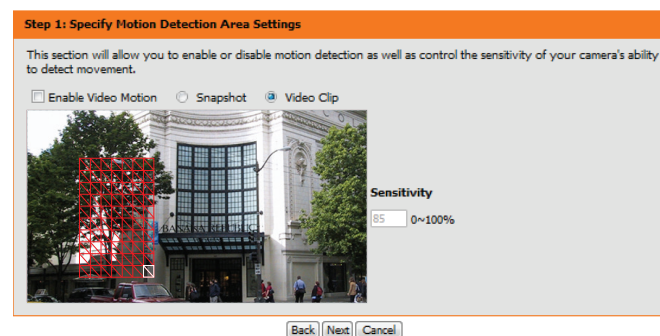 Step 1: Specify Motion Detection Area Settings
This section will allow you to enable or disable motion detection as well as control the sensitivity of your camera's ability
to detect movement.
Enable Video Motion Snapshot Video Clip
BANANA REPUBLIC
Sensitivity
85 0~100%
Back Next Cancel